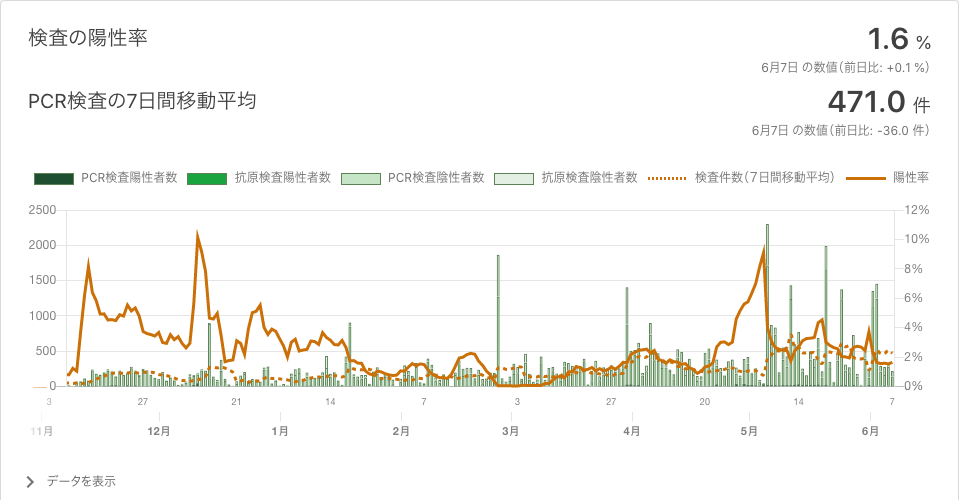 検査の陽性率
1.6 %
6月7日 の数値（前日比: +0.1 %）
PCR検査の7日間移動平均
471.0 件
6月7日 の数値（前日比: -36.0 件）
PCR検査陽性者数 抗原検査陽性者数 PCR検査陰性者数 抗原検査陰性者数 検査件数（7日間移動平均） 陽性率
2500 12%
2000 10%
1500 8%
6%
1000 4%
500 2%
0 0%
3 27 21 14 7 3 27 20 14 7
11月 12月 1月 2月 3月 4月 5月 6月
データを表示